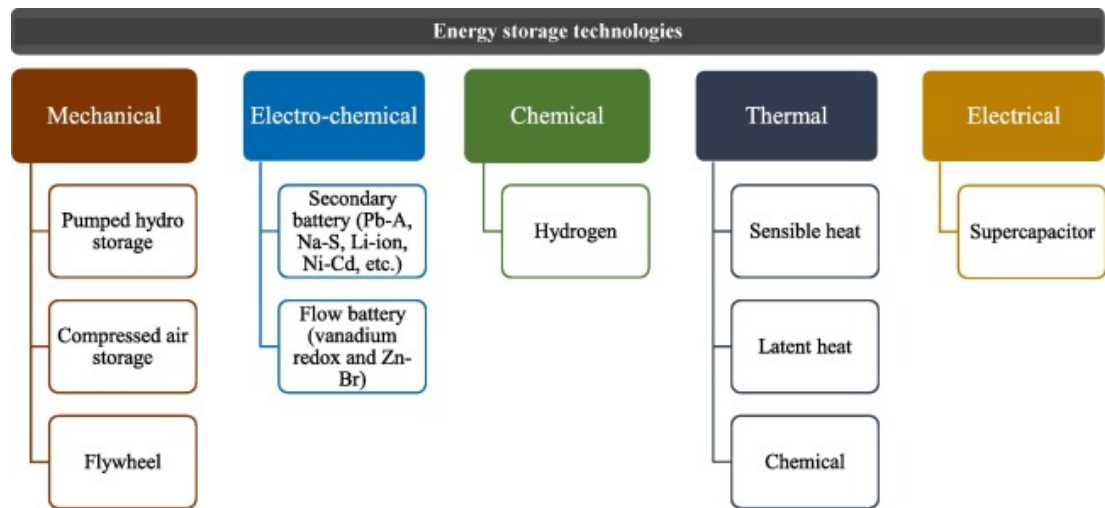 Energy storage technologies
Mechanical
Pumped hydro
storage
Compressed air
storage
Flywheel
Electro-chemical
Secondary
battery (Pb-A,
Na-S, Li-ion,
Ni-Cd, etc.)
Flow battery
(vanadium
redox and Zn-
Br)
Chemical
Hydrogen
Thermal
Sensible heat
Latent heat
Chemical
Electrical
Supercapacitor